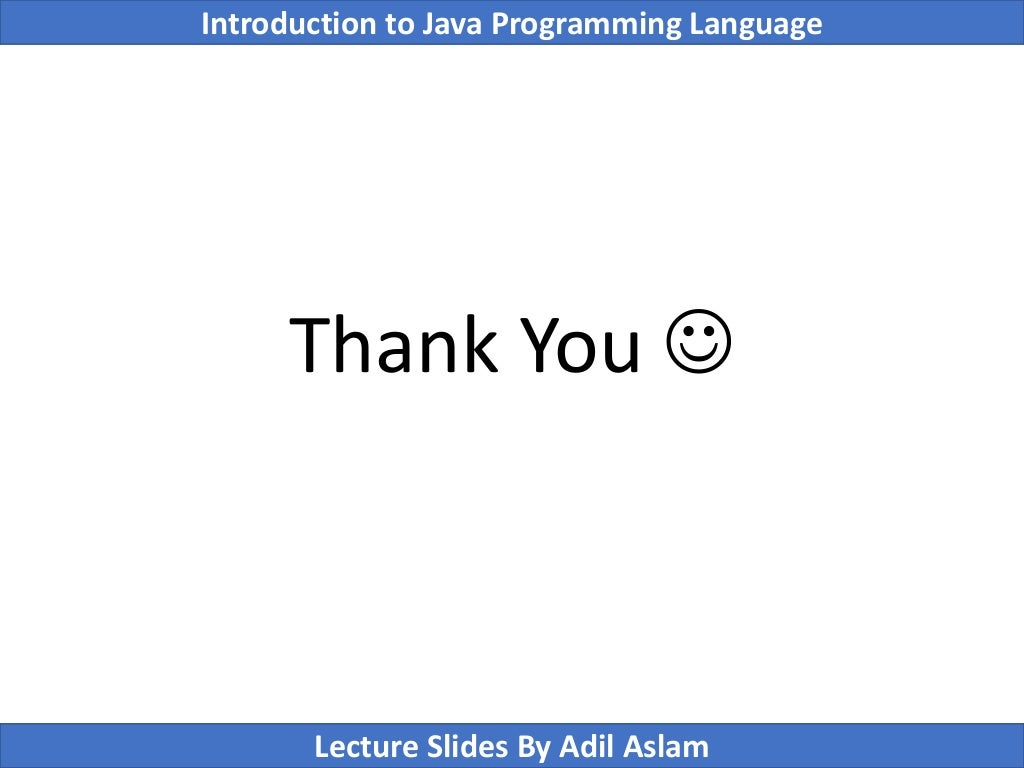 Introduction to Java Programming Language
Thank You ☺
Lecture Slides By Adil Aslam